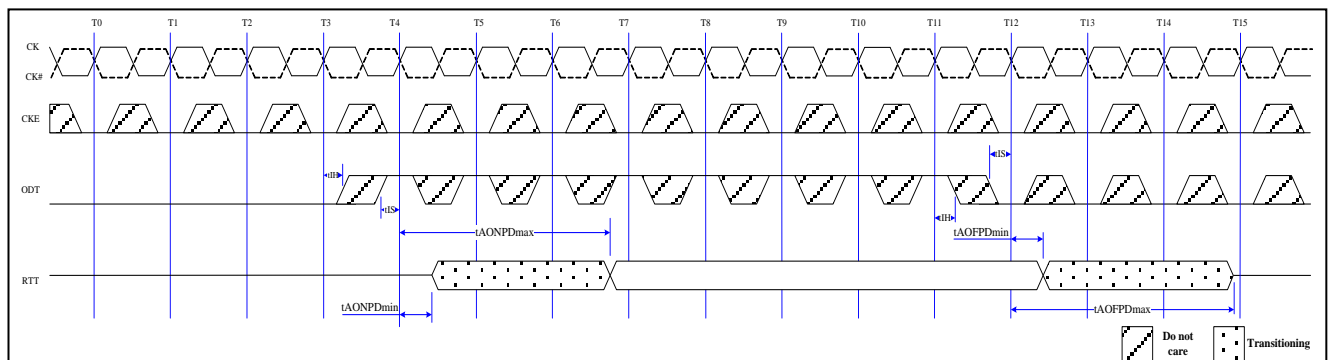 T0 T1 T2 T3 T4 T5 T6 T7 T8 T9 T10 T11 T12 T13 T14 T15
CK
CK#
CKE
tIS
tIH
ODT
tIS
tIH
tAONPDmax
tAOFPDmin
RTT
tAONPDmin
tAOFPDmax
Do not
care
Transitioning